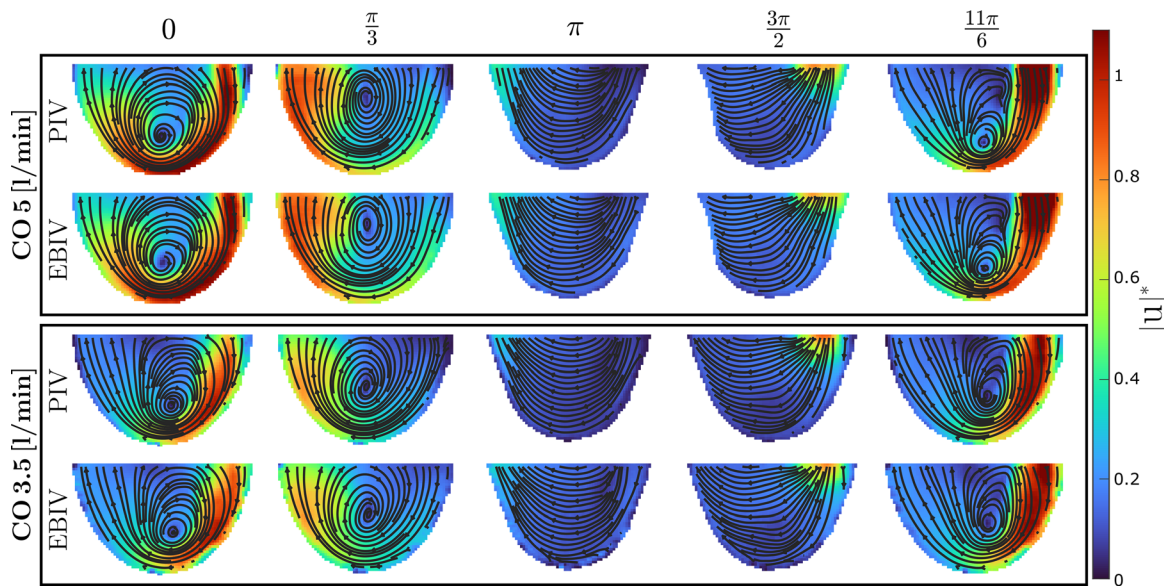 0 π/3 π 3π/2 11π/6
CO 5 [l/min]
PIV
EBIV
CO 3.5 [l/min]
PIV
EBIV
1
0.8
0.6
0.4
0.2
0
|u|*